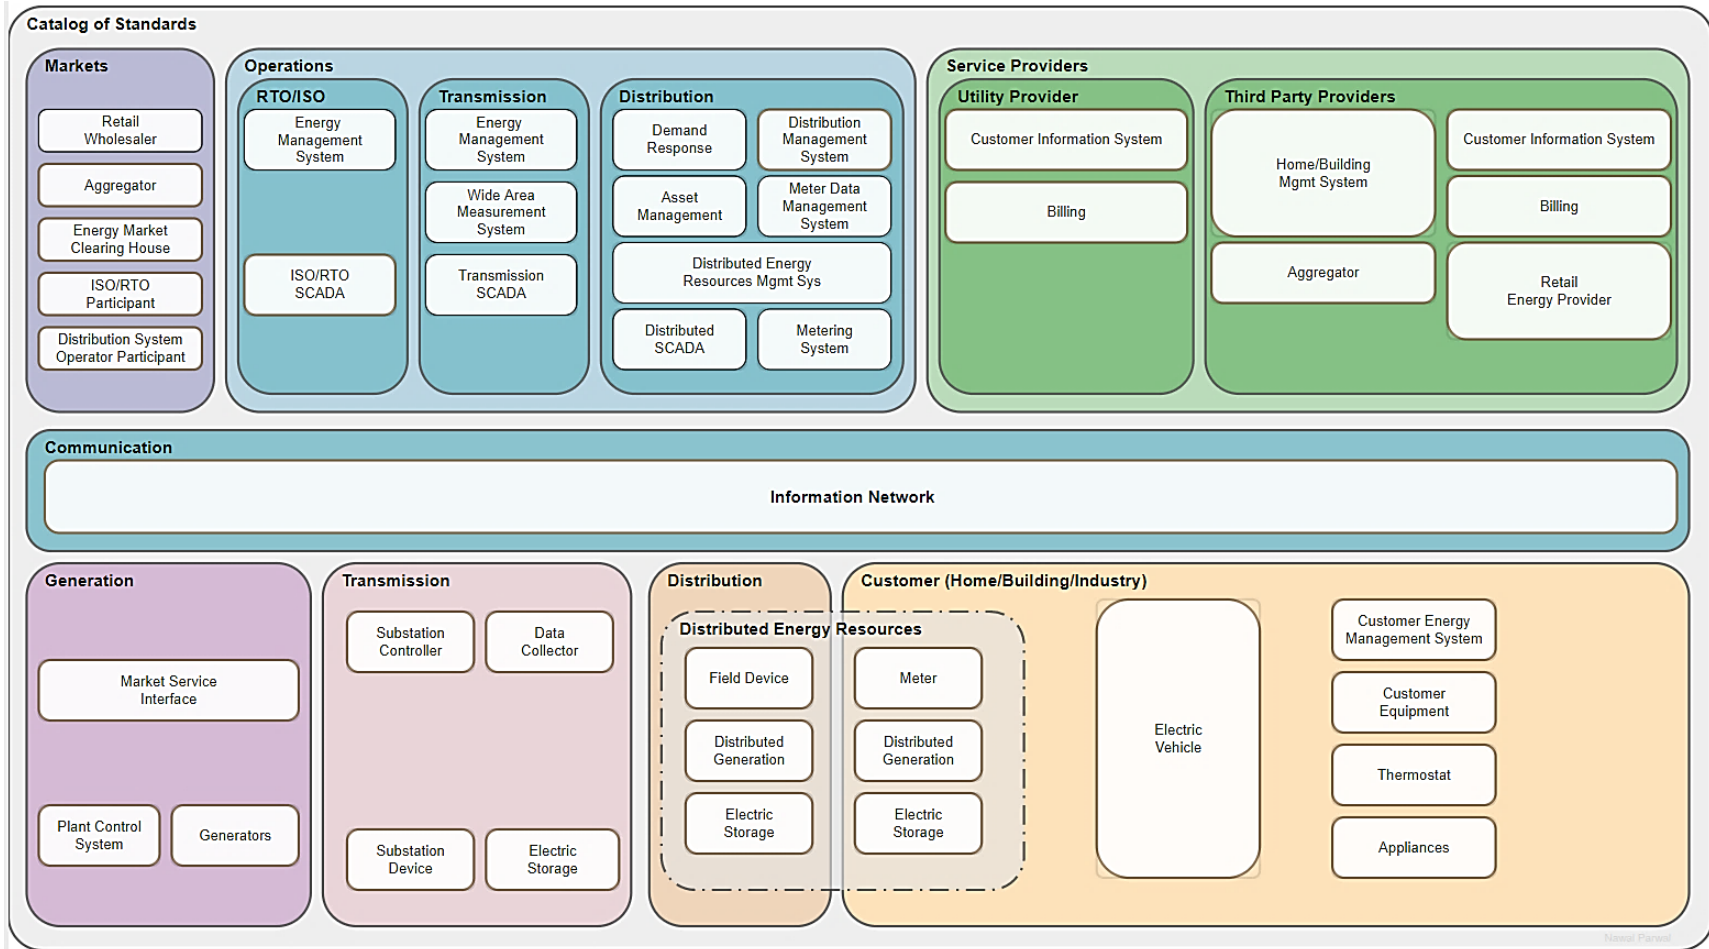 Catalog of Standards
Markets
Retail
Wholesaler
Aggregator
Energy Market
Clearing House
ISO/RTO
Participant
Distribution System
Operator Participant
Operations
RTO/ISO
Energy
Management
System
ISO/RTO
SCADA
Transmission
Energy
Management
System
Wide Area
Measurement
System
Transmission
SCADA
Distribution
Demand
Response
Distribution
Management
System
Asset
Management
Meter Data
Management
System
Distributed Energy
Resources Mgmt Sys
Distributed
SCADA
Metering
System
Service Providers
Utility Provider
Customer Information System
Billing
Third Party Providers
Home/Building
Mgmt System
Aggregator
Customer Information System
Billing
Retail
Energy Provider
Communication
Information Network
Generation
Market Service
Interface
Plant Control
System
Generators
Transmission
Substation
Controller
Data
Collector
Substation
Device
Electric
Storage
Distribution
Customer (Home/Building/Industry)
Distributed Energy Resources
Field Device
Distributed
Generation
Electric
Storage
Meter
Distributed
Generation
Electric
Storage
Electric
Vehicle
Customer Energy
Management System
Customer
Equipment
Thermostat
Appliances
Nawal Parwal